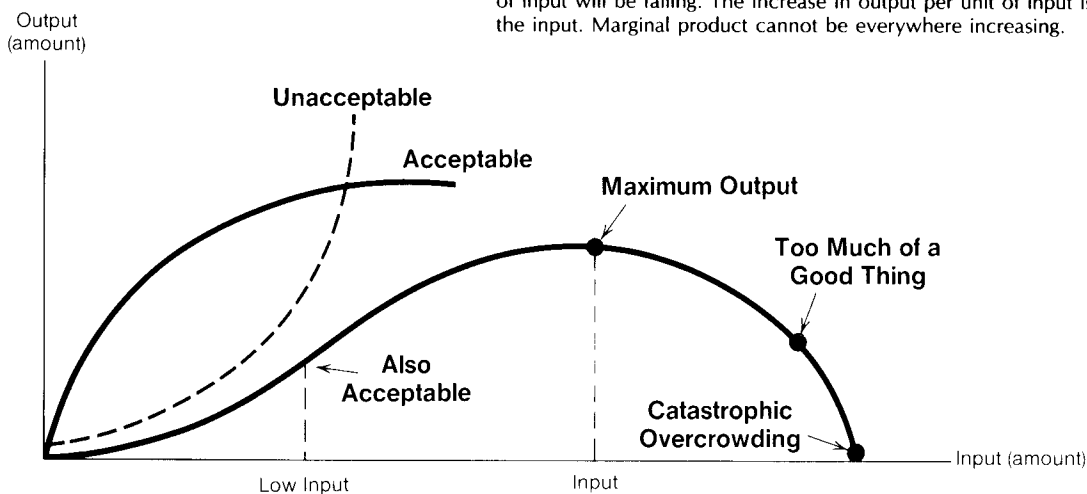 of input will be falling. The increase in output per unit of input is
the input. Marginal product cannot be everywhere increasing.
Output
(amount)
Unacceptable
Acceptable
Maximum Output
Too Much of a
Good Thing
Also
Acceptable
Catastrophic
Overcrowding
Input (amount)
Low Input
Input